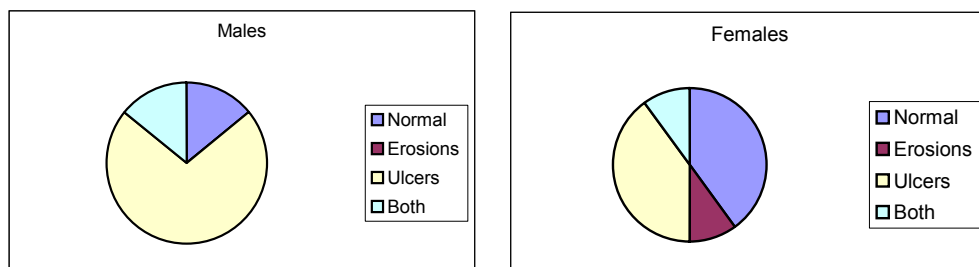 Males
Normal
Erosions
Ulcers
Both
Females
Normal
Erosions
Ulcers
Both